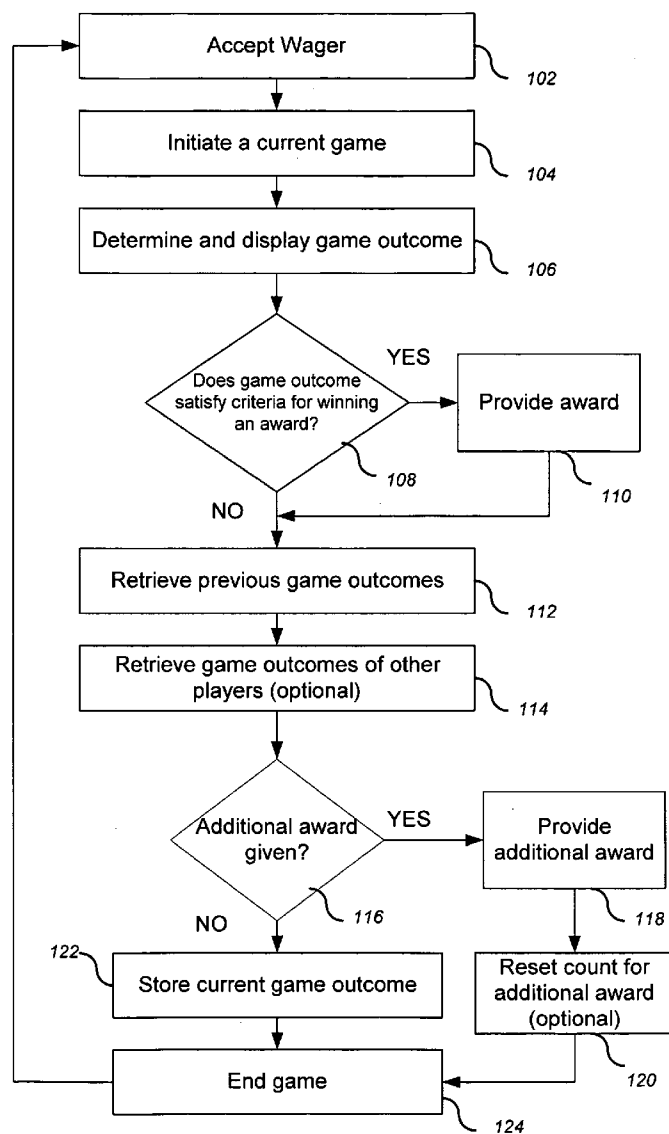 Accept Wager
102
Initiate a current game
104
Determine and display game outcome
106
Does game outcome
satisfy criteria for winning
an award?
108
YES
Provide award
110
NO
Retrieve previous game outcomes
112
Retrieve game outcomes of other
players (optional)
114
Additional award
given?
116
YES
Provide
additional award
118
NO
122
Store current game outcome
Reset count for
additional award
(optional)
120
End game
124